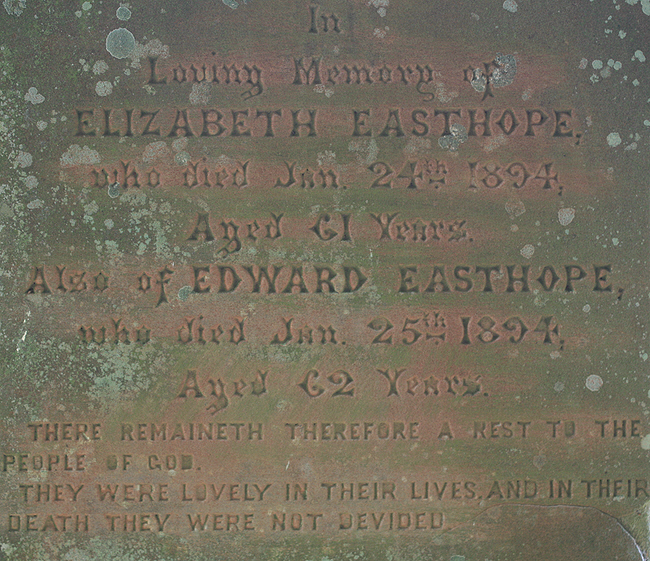 In
Loving Memory of
ELIZABETH EASTHOPE,
who died Jan. 24th 1894,
Aged 61 Years.
Also of EDWARD EASTHOPE,
who died Jan. 25th 1894,
Aged 62 Years.
THERE REMAINETH THEREFORE A REST TO THE
PEOPLE OF GOD.
THEY WERE LOVELY IN THEIR LIVES, AND IN THEIR
DEATH THEY WERE NOT DEVIDED.